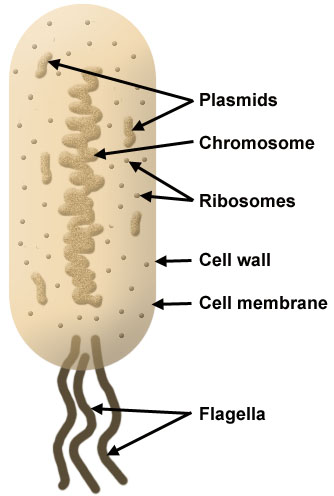 Plasmids
Chromosome
Ribosomes
Cell wall
Cell membrane
Flagella